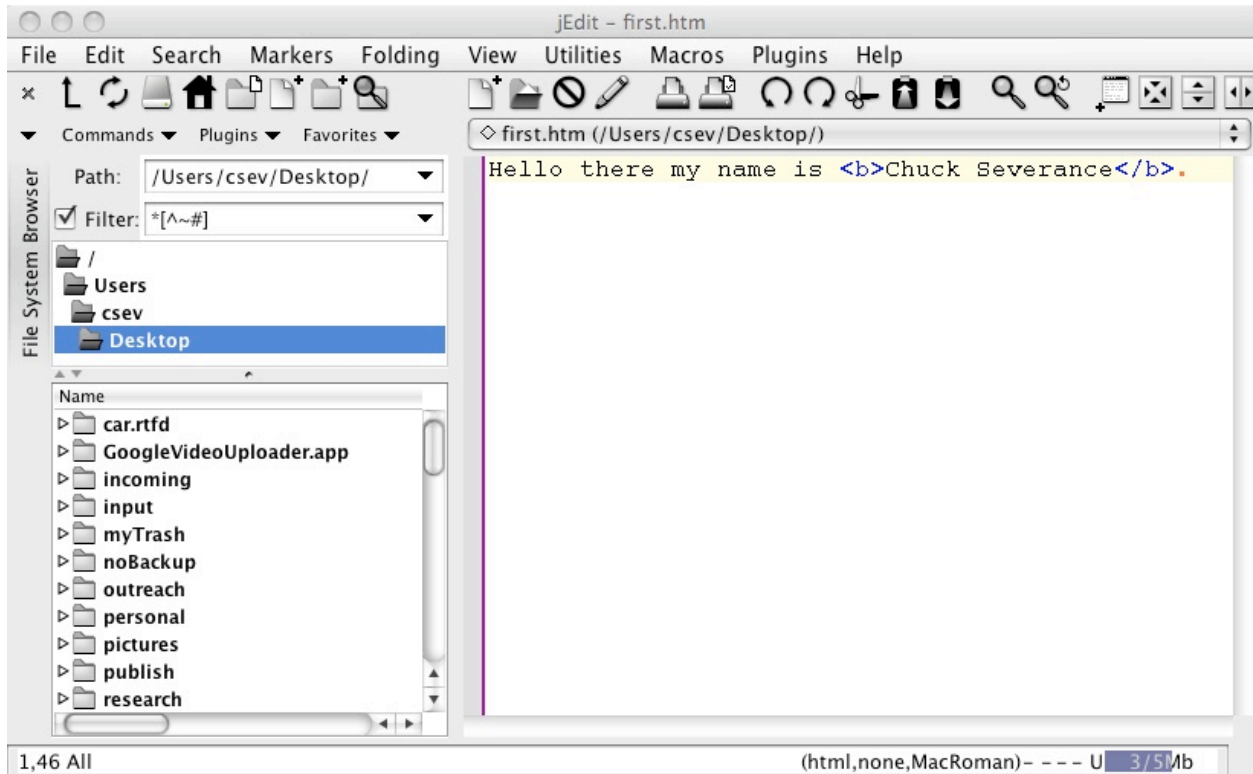 jEdit – first.htm
File Edit Search Markers Folding View Utilities Macros Plugins Help
Commands Plugins Favorites
first.htm (/Users/csev/Desktop/)
File System Browser
Path: /Users/csev/Desktop/
Filter: *[^~#]
/
Users
csev
Desktop
Name
car.rtfd
GoogleVideoUploader.app
incoming
input
myTrash
noBackup
outreach
personal
pictures
publish
research
Hello there my name is <b>Chuck Severance</b>.
1,46 All
(html,none,MacRoman)– – – – U 3/5Mb